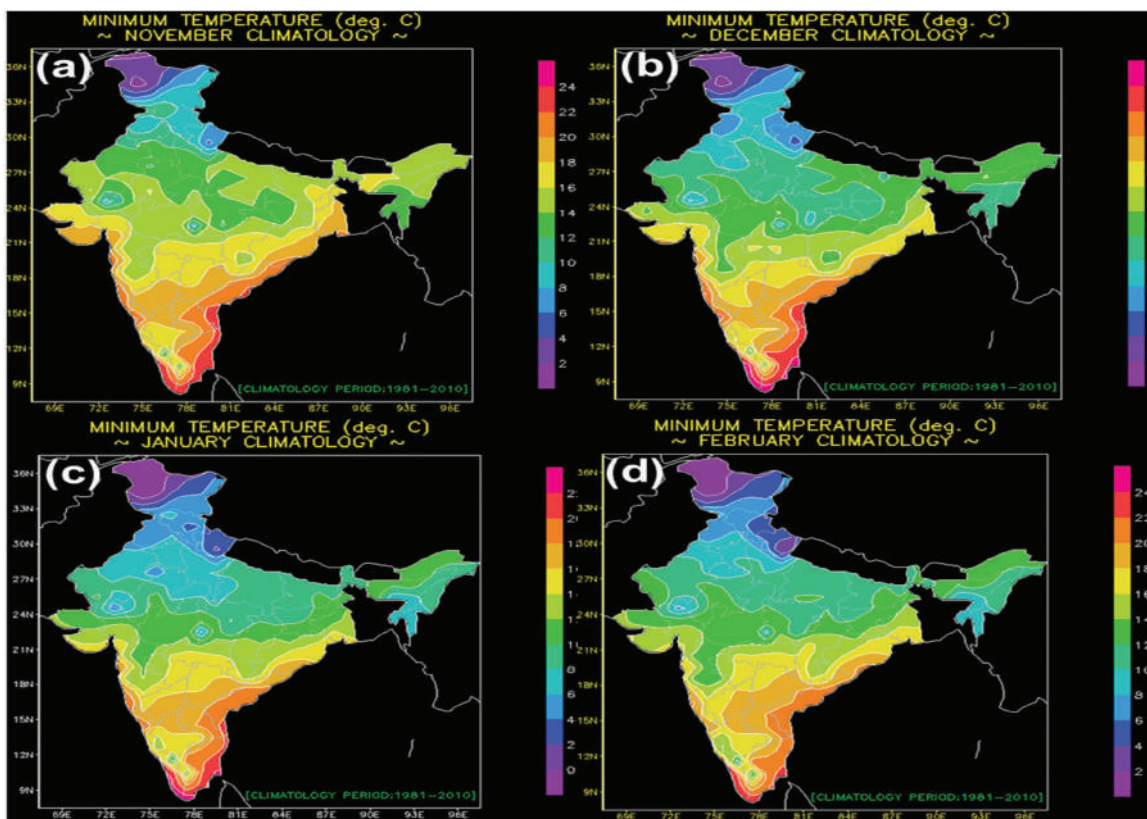 MINIMUM TEMPERATURE (deg. C)
~ NOVEMBER CLIMATOLOGY ~
(a)
36N
33N
30N
27N
24N
21N
18N
15N
12N
9N
69E 72E 75E 78E 81E 84E 87E 90E 93E 96E
24
22
20
18
16
14
12
10
8
6
4
2
[CLIMATOLOGY PERIOD:1981-2010]
MINIMUM TEMPERATURE (deg. C)
~ DECEMBER CLIMATOLOGY ~
(b)
36N
33N
30N
27N
24N
21N
18N
15N
12N
9N
69E 72E 75E 78E 81E 84E 87E 90E 93E 96E
[CLIMATOLOGY PERIOD:1981-2010]
MINIMUM TEMPERATURE (deg. C)
~ JANUARY CLIMATOLOGY ~
(c)
36N
33N
30N
27N
24N
21N
18N
15N
12N
9N
69E 72E 75E 78E 81E 84E 87E 90E 93E 96E
8
6
4
2
0
[CLIMATOLOGY PERIOD:1981-2010]
MINIMUM TEMPERATURE (deg. C)
~ FEBRUARY CLIMATOLOGY ~
(d)
36N
33N
30N
27N
24N
21N
18N
15N
12N
9N
69E 72E 75E 78E 81E 84E 87E 90E 93E 96E
8
6
4
2
[CLIMATOLOGY PERIOD:1981-2010]